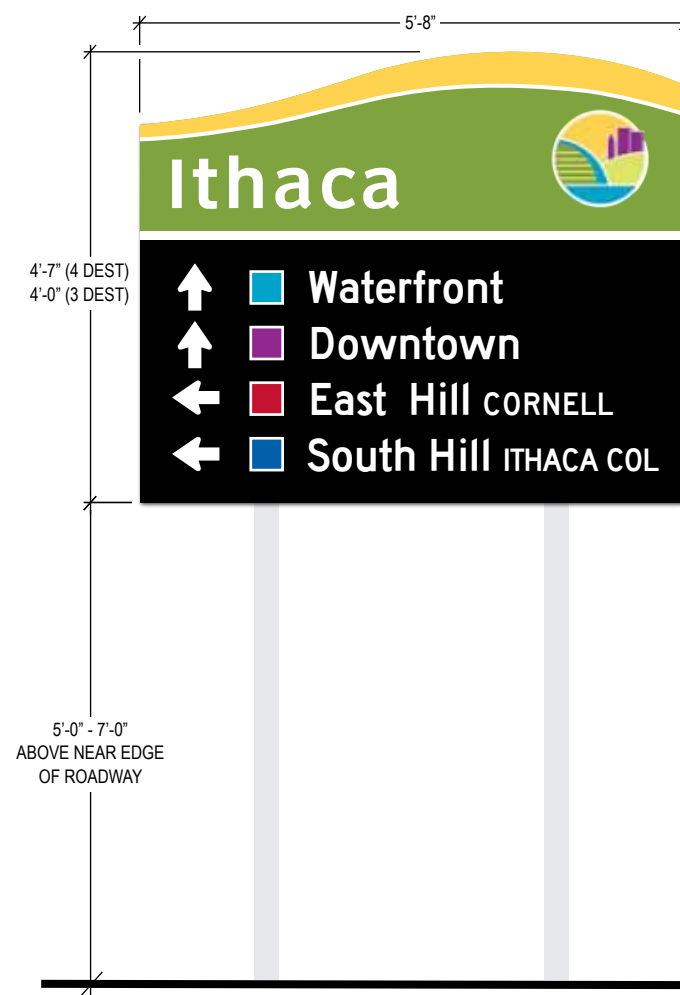 5’-8”
Ithaca
4’-7” (4 DEST)
4’-0” (3 DEST)
Waterfront
Downtown
East Hill CORNELL
South Hill ITHACA COL
5’-0” - 7’-0”
ABOVE NEAR EDGE
OF ROADWAY